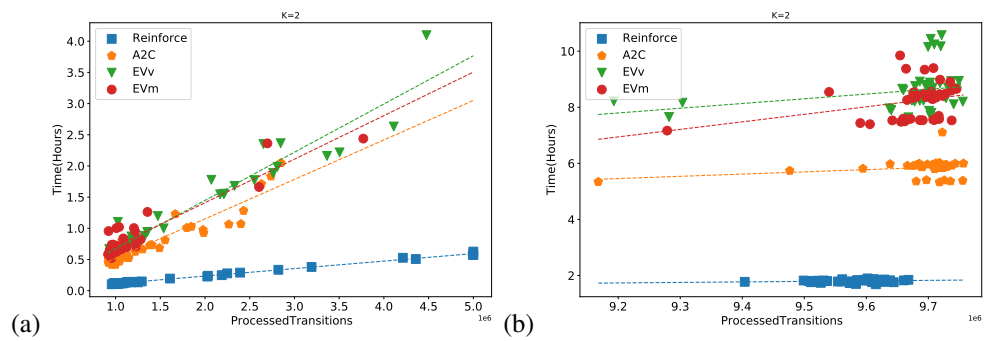 K=2
4.0
3.5
3.0
2.5
2.0
1.5
1.0
0.5
0.0
Time(Hours)
Reinforce
A2C
EVv
EVm
1.0 1.5 2.0 2.5 3.0 3.5 4.0 4.5 5.0
1e6
ProcessedTransitions
(a)
K=2
10
8
6
4
2
Time(Hours)
Reinforce
A2C
EVv
EVm
9.2 9.3 9.4 9.5 9.6 9.7
1e6
ProcessedTransitions
(b)